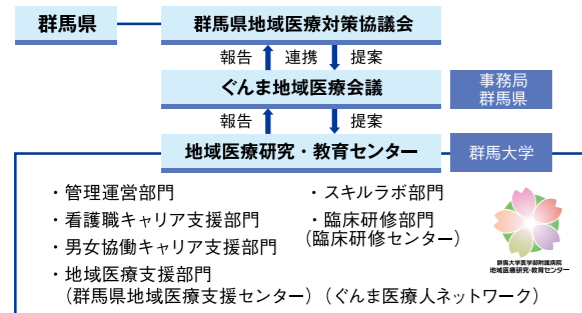 群馬県
群馬県地域医療対策協議会
報告 連携 提案
ぐんま地域医療会議
事務局
群馬県
報告 提案
地域医療研究・教育センター
群馬大学
・管理運営部門
・看護職キャリア支援部門
・男女協働キャリア支援部門
・地域医療支援部門
(群馬県地域医療支援センター)(ぐんま医療人ネットワーク)
・スキルラボ部門
・臨床研修部門
(臨床研修センター)
群馬大学医学部附属病院
地域医療研究・教育センター